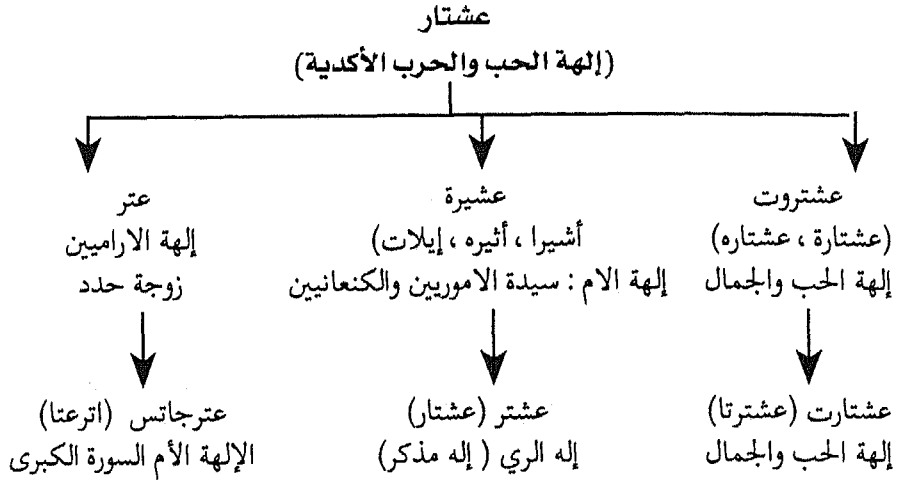 عشتار
(إلهة الحب والحرب الأكدية)
عشتروت
(عشتارة ، عشتاره)
إلهة الحب والجمال
عشيرة
أشيرا ، أثيره ، إيلات)
إلهة الام : سيدة الاموريين والكنعانيين
عتر
إلهة الاراميين
زوجة حدد
عشتارت (عشترتا)
إلهة الحب والجمال
عشتر (عشتار)
إله الري ( إله مذكر)
عترجاتس (اترعتا)
الإلهة الأم السورة الكبرى